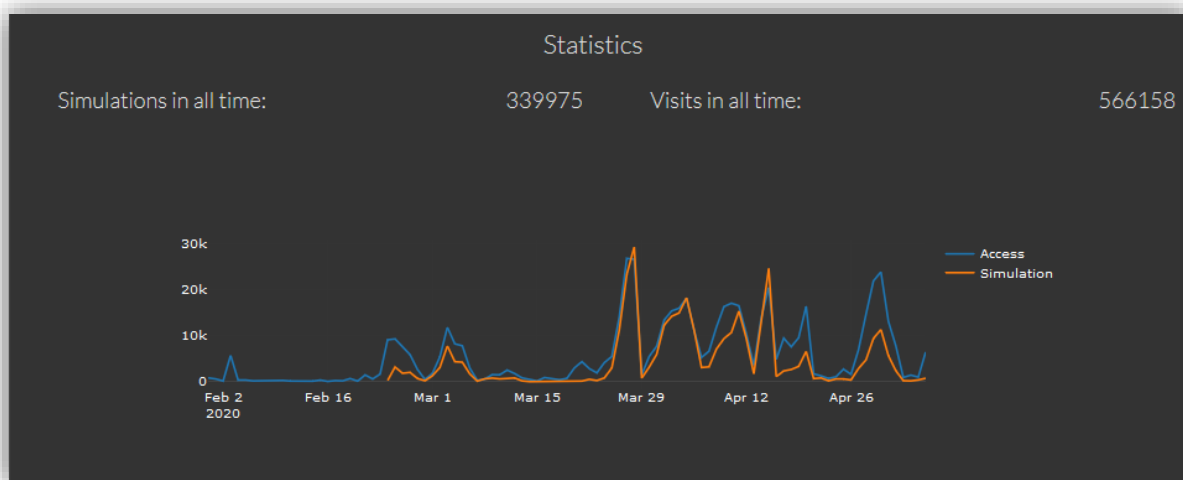 Statistics
Simulations in all time: 339975 Visits in all time: 566158
30k
20k
10k
0
Feb 2 Feb 16 Mar 1 Mar 15 Mar 29 Apr 12 Apr 26
2020
Access
Simulation